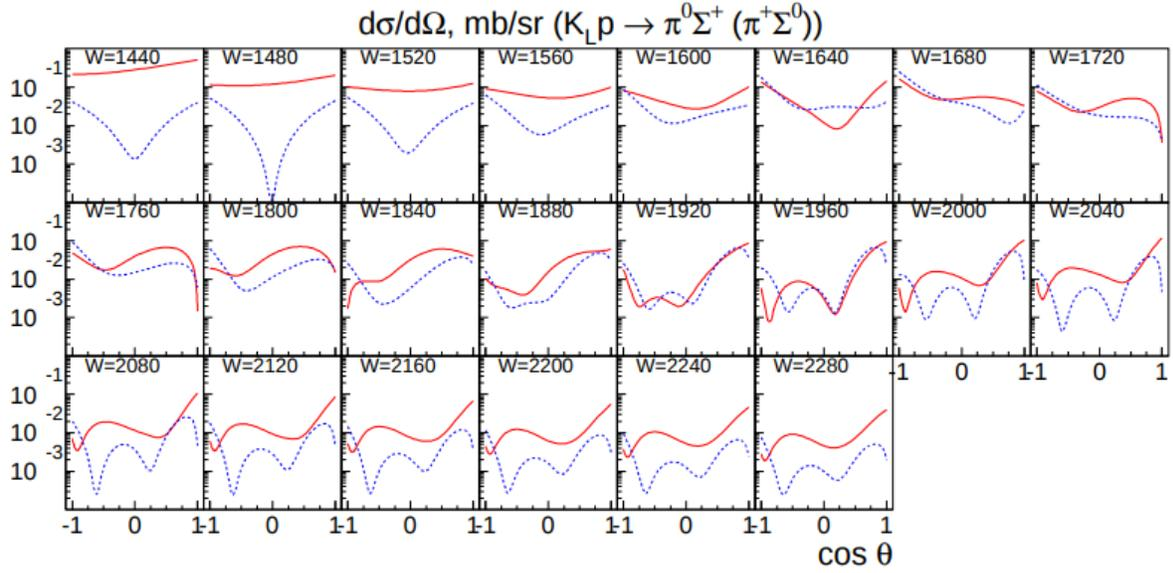 dσ/dΩ, mb/sr (K_L p → π⁰Σ⁺ (π⁺Σ⁰))
W=1440 W=1480 W=1520 W=1560 W=1600 W=1640 W=1680 W=1720
10 -1
10 -2
10 -3
W=1760 W=1800 W=1840 W=1880 W=1920 W=1960 W=2000 W=2040
10 -1
10 -2
10 -3
-1 0 1 -1 0 1
W=2080 W=2120 W=2160 W=2200 W=2240 W=2280
10 -1
10 -2
10 -3
-1 0 1 -1 0 1 -1 0 1 -1 0 1 -1 0 1 -1 0 1
cos θ